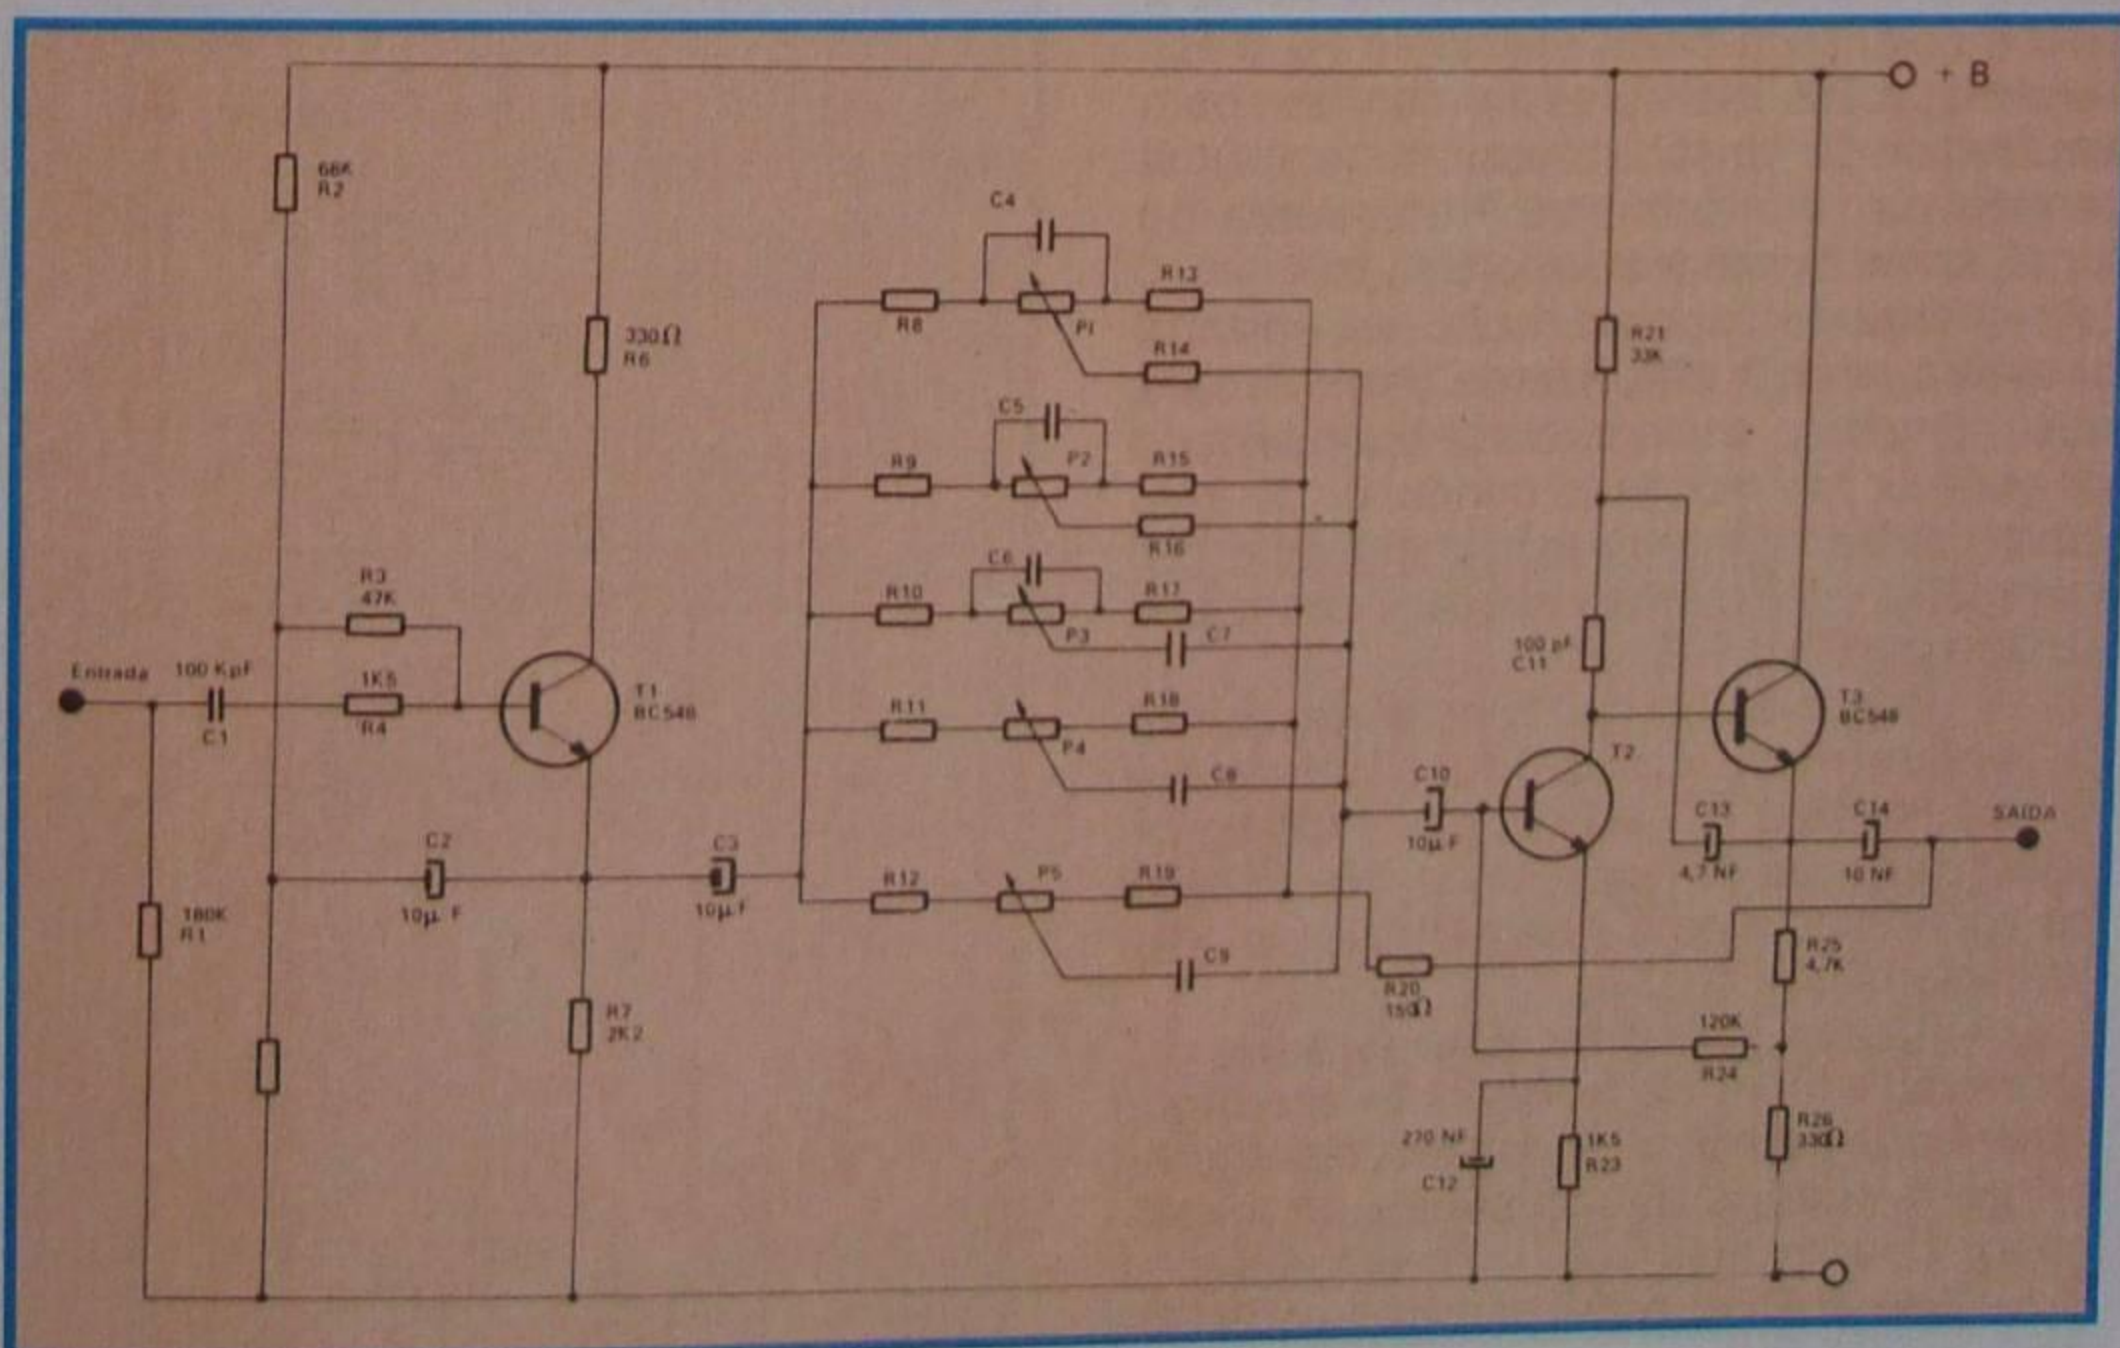 + B
68K
R2
C4
R13
330Ω
R6
R8
P1
R14
R21
33K
C5
R9
P2
R15
R16
R3
47K
C6
R10
R17
P3
C7
100 pF
C11
Entrada
100 KpF
C1
1K5
R4
T1
BC548
R11
P4
R18
C8
T3
BC548
T2
C10
10µF
C2
10µF
C3
10µF
C13
4,7 NF
C14
10 NF
SAÍDA
R12
P5
R19
C9
180K
R1
R7
2K2
R20
150Ω
R25
4,7K
120K
R24
270 NF
C12
1K5
R23
R26
330Ω